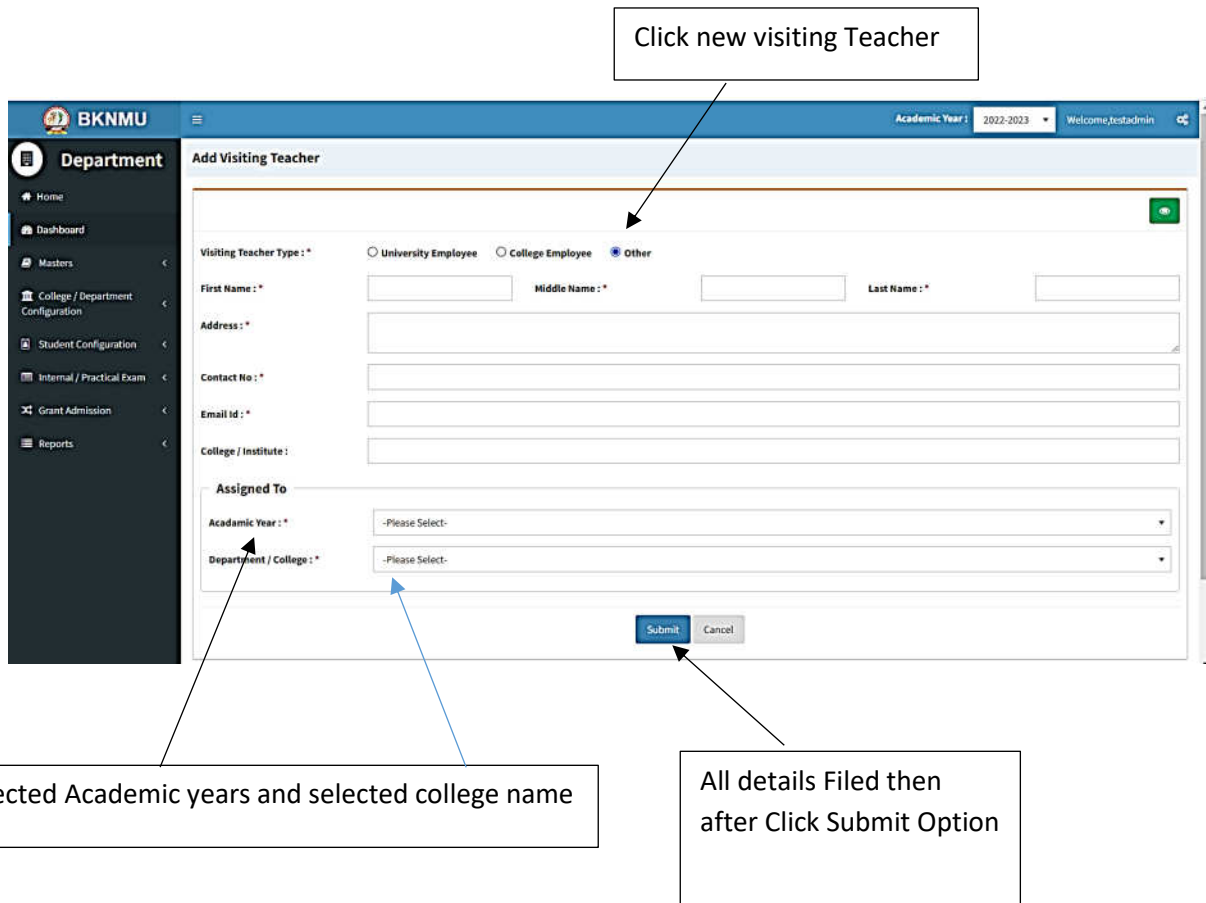 Click new visiting Teacher
BKNMU
Academic Year :
2022-2023
Welcome,testadmin
Department
Add Visiting Teacher
Home
Dashboard
Masters
College / Department
Configuration
Student Configuration
Internal / Practical Exam
Grant Admission
Reports
Visiting Teacher Type : *
University Employee
College Employee
Other
First Name : *
Middle Name : *
Last Name : *
Address : *
Contact No : *
Email Id : *
College / Institute :
Assigned To
Acadamic Year : *
-Please Select-
Department / College : *
-Please Select-
Submit
Cancel
ected Academic years and selected college name
All details Filed then
after Click Submit Option